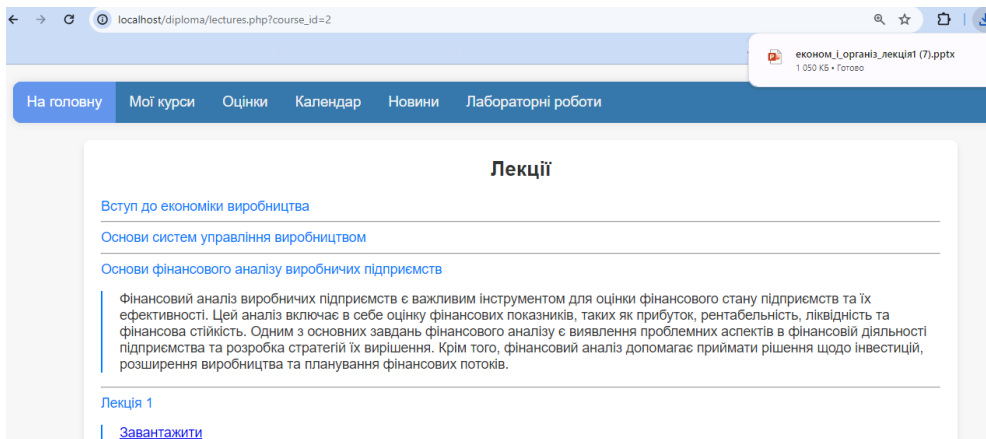 localhost/diploma/lectures.php?course_id=2
економ_і_організ_лекція1 (7).pptx
1 050 КБ • Готово
На головну Мої курси Оцінки Календар Новини Лабораторні роботи
Лекції
Вступ до економіки виробництва
Основи систем управління виробництвом
Основи фінансового аналізу виробничих підприємств
Фінансовий аналіз виробничих підприємств є важливим інструментом для оцінки фінансового стану підприємств та їх
ефективності. Цей аналіз включає в себе оцінку фінансових показників, таких як прибуток, рентабельність, ліквідність та
фінансова стійкість. Одним з основних завдань фінансового аналізу є виявлення проблемних аспектів в фінансовій діяльності
підприємства та розробка стратегій їх вирішення. Крім того, фінансовий аналіз допомагає приймати рішення щодо інвестицій,
розширення виробництва та планування фінансових потоків.
Лекція 1
Завантажити